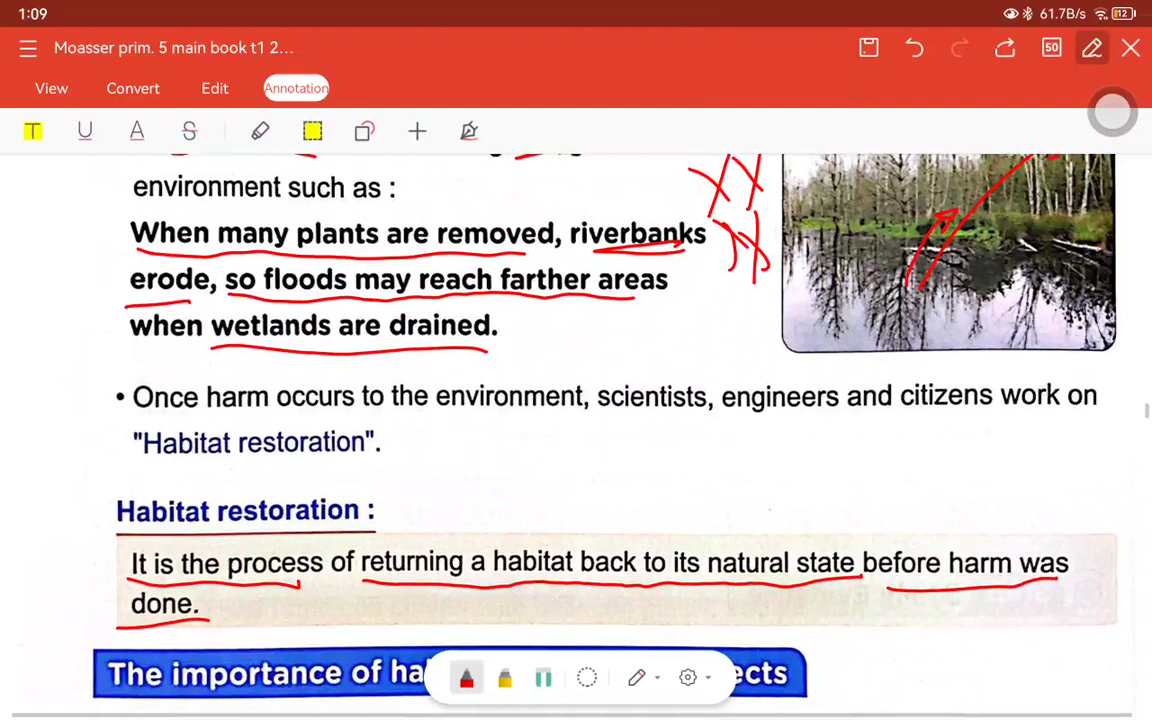 1:09
61.7B/s
12
Moasser prim. 5 main book t1 2...
50
View
Convert
Edit
Annotation
T
U
A
S
environment such as :
When many plants are removed, riverbanks
erode, so floods may reach farther areas
when wetlands are drained.
• Once harm occurs to the environment, scientists, engineers and citizens work on
"Habitat restoration".
Habitat restoration :
It is the process of returning a habitat back to its natural state before harm was
done.
The importance of ha
ects